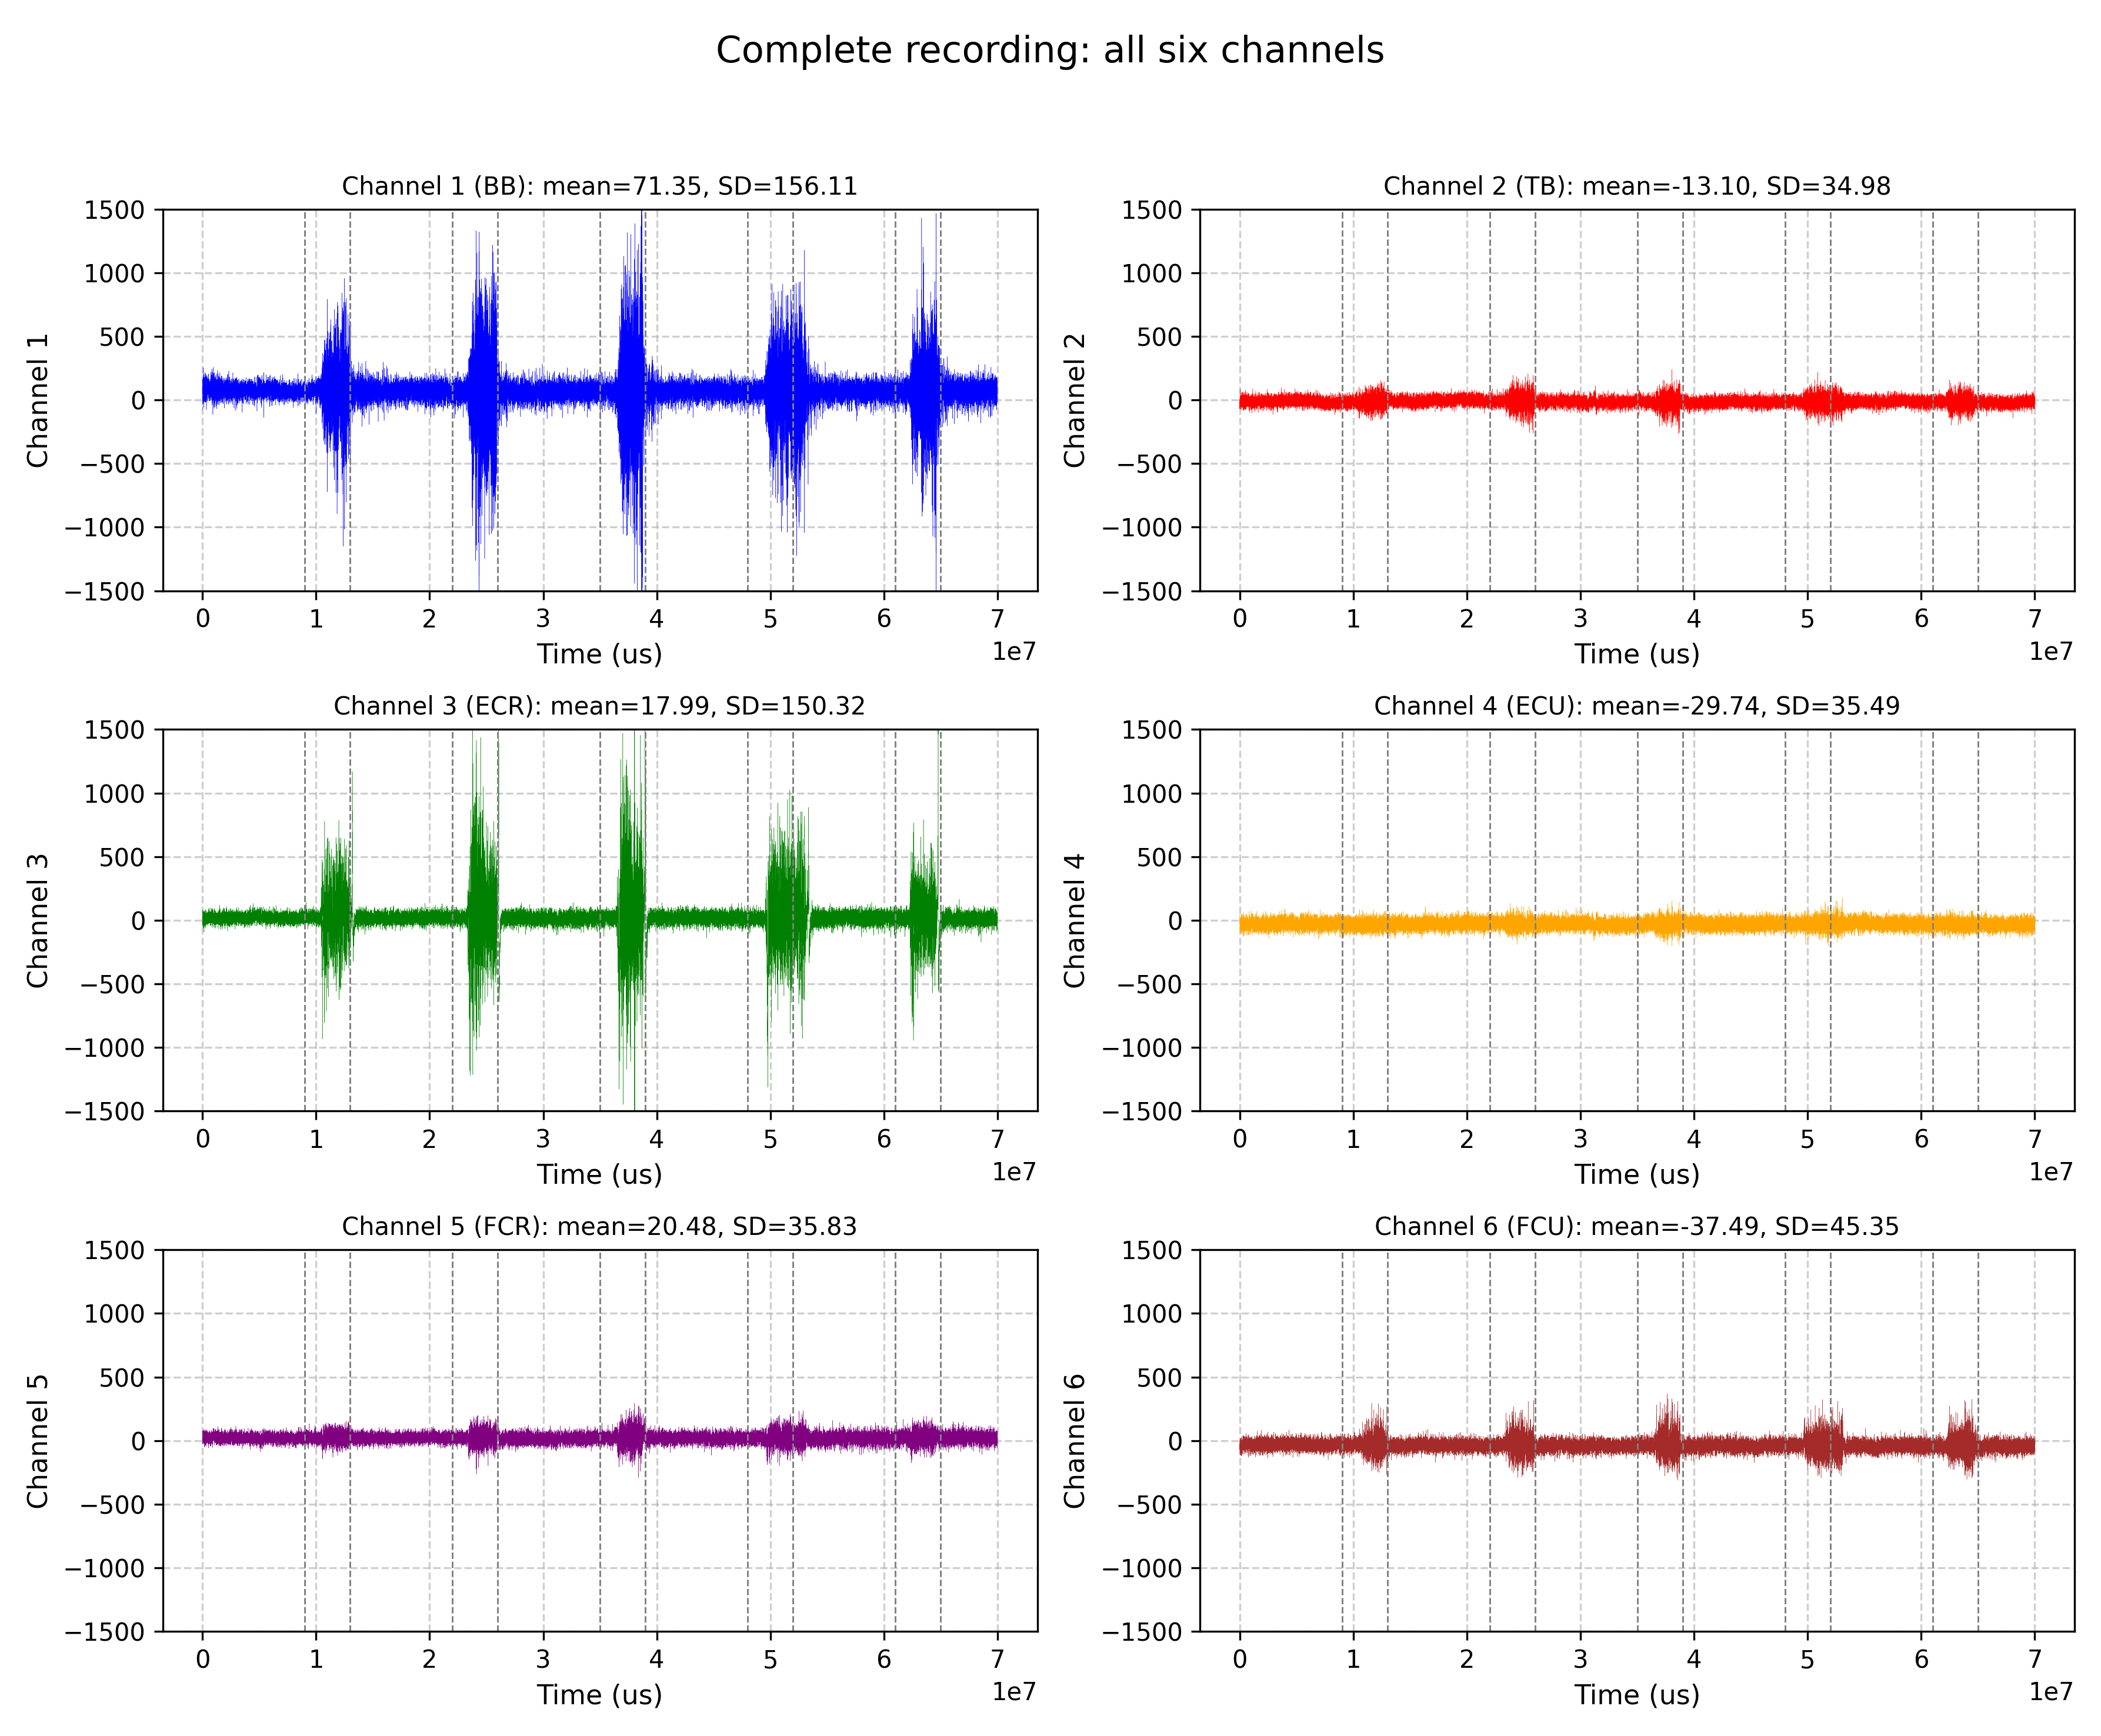 Complete recording: all six channels
Channel 1 (BB): mean=71.35, SD=156.11
1500
1000
500
0
−500
−1000
−1500
Channel 1
0 1 2 3 4 5 6 7
1e7
Time (us)
Channel 2 (TB): mean=-13.10, SD=34.98
1500
1000
500
0
−500
−1000
−1500
Channel 2
0 1 2 3 4 5 6 7
1e7
Time (us)
Channel 3 (ECR): mean=17.99, SD=150.32
1500
1000
500
0
−500
−1000
−1500
Channel 3
0 1 2 3 4 5 6 7
1e7
Time (us)
Channel 4 (ECU): mean=-29.74, SD=35.49
1500
1000
500
0
−500
−1000
−1500
Channel 4
0 1 2 3 4 5 6 7
1e7
Time (us)
Channel 5 (FCR): mean=20.48, SD=35.83
1500
1000
500
0
−500
−1000
−1500
Channel 5
0 1 2 3 4 5 6 7
1e7
Time (us)
Channel 6 (FCU): mean=-37.49, SD=45.35
1500
1000
500
0
−500
−1000
−1500
Channel 6
0 1 2 3 4 5 6 7
1e7
Time (us)